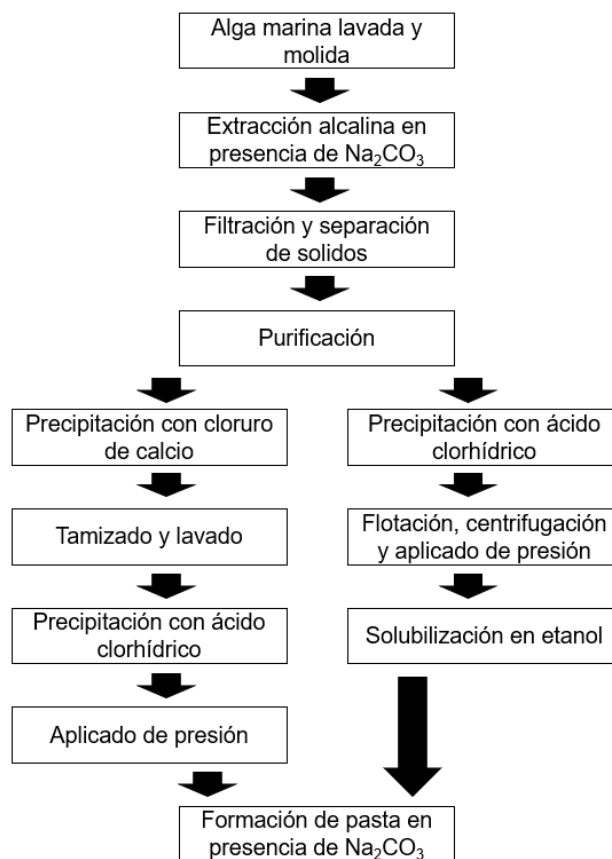 Alga marina lavada y
molida
Extracción alcalina en
presencia de Na₂CO₃
Filtración y separación
de solidos
Purificación
Precipitación con cloruro
de calcio
Tamizado y lavado
Precipitación con ácido
clorhídrico
Aplicado de presión
Precipitación con ácido
clorhídrico
Flotación, centrifugación
y aplicado de presión
Solubilización en etanol
Formación de pasta en
presencia de Na₂CO₃